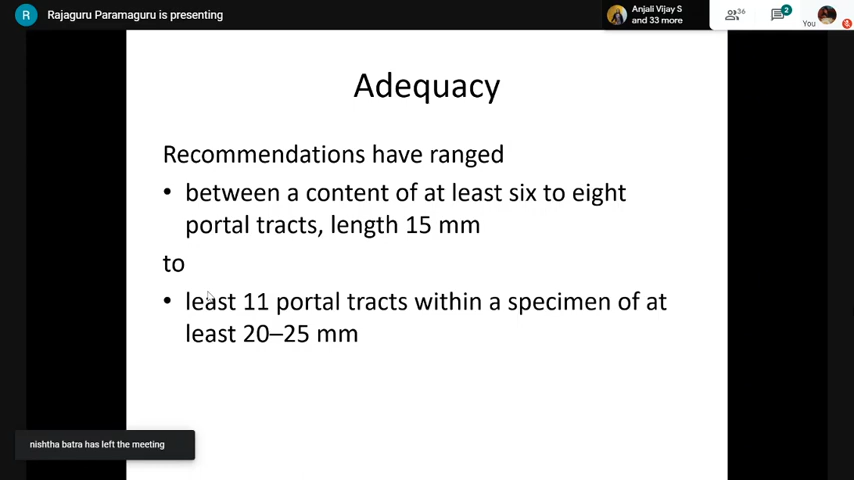 R Rajaguru Paramaguru is presenting
Anjali Vijay S
and 33 more
36
2
You
Adequacy
Recommendations have ranged
• between a content of at least six to eight
portal tracts, length 15 mm
to
• least 11 portal tracts within a specimen of at
least 20–25 mm
nishtha batra has left the meeting